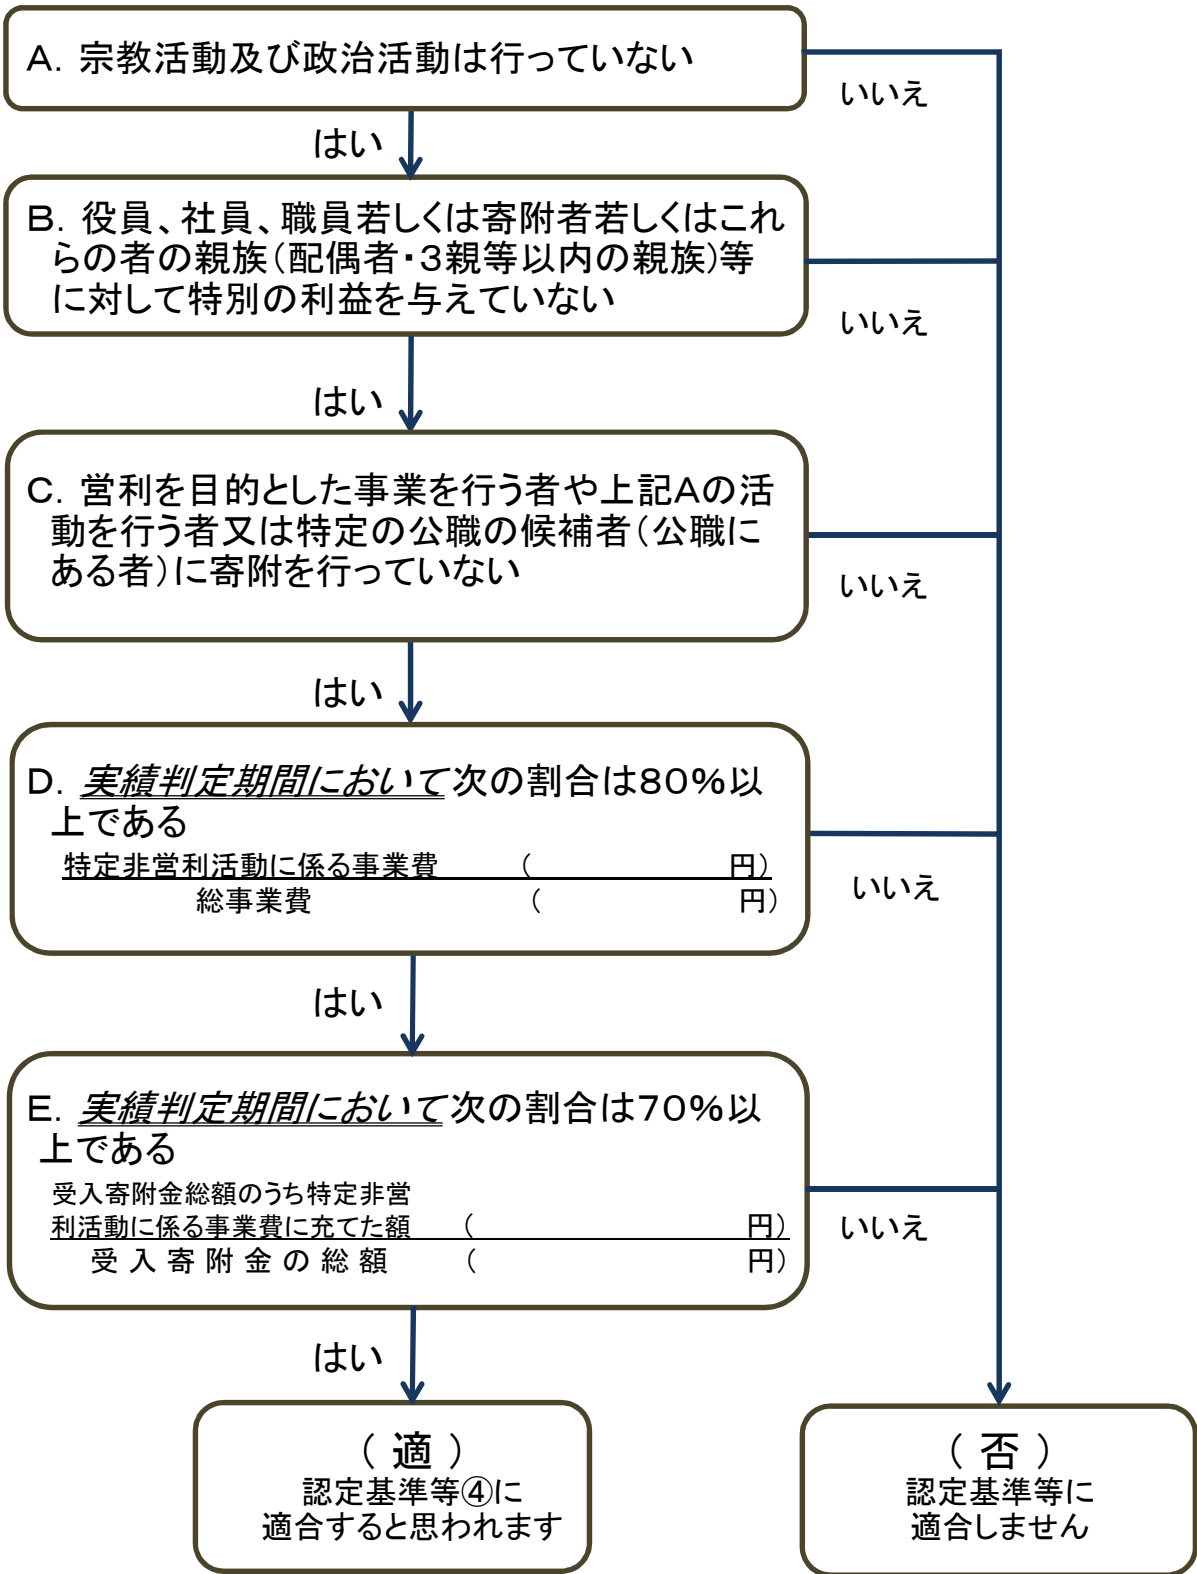 A. 宗教活動及び政治活動は行っていない
いいえ
はい
B. 役員、社員、職員若しくは寄附者若しくはこれ
らの者の親族(配偶者・3親等以内の親族)等
に対して特別の利益を与えていない
いいえ
はい
C. 営利を目的とした事業を行う者や上記Aの活
動を行う者又は特定の公職の候補者(公職に
ある者)に寄附を行っていない
いいえ
はい
D. 実績判定期間において次の割合は80%以
上である
特定非営利活動に係る事業費 ( 円)
総事業費 ( 円)
いいえ
はい
E. 実績判定期間において次の割合は70%以
上である
受入寄附金総額のうち特定非営
利活動に係る事業費に充てた額 ( 円)
受入寄附金の総額 ( 円)
いいえ
はい
(適)
認定基準等④に
適合すると思われます
(否)
認定基準等に
適合しません